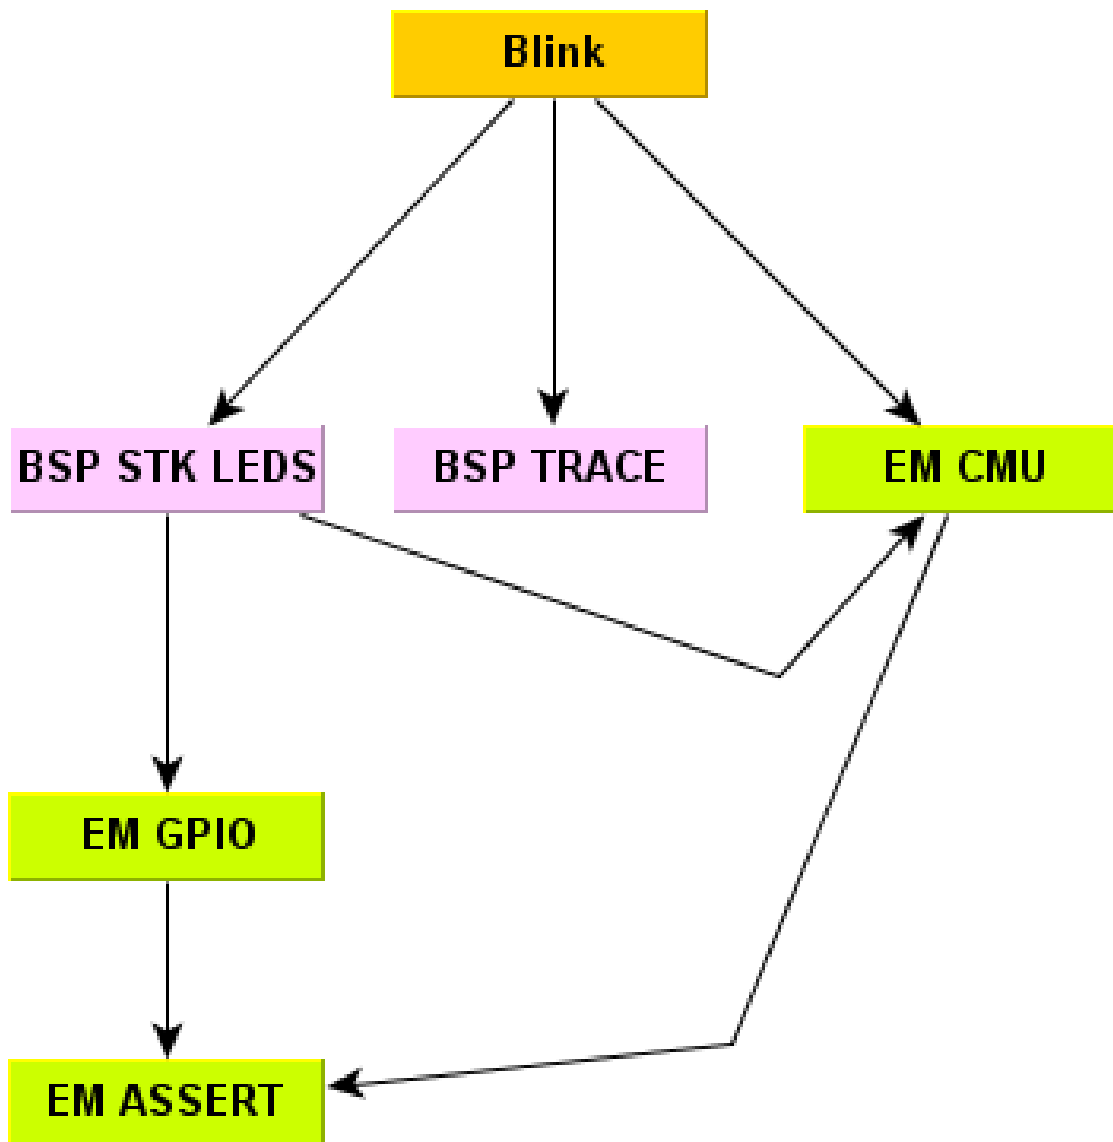 Blink
BSP STK LEDS
BSP TRACE
EM CMU
EM GPIO
EM ASSERT